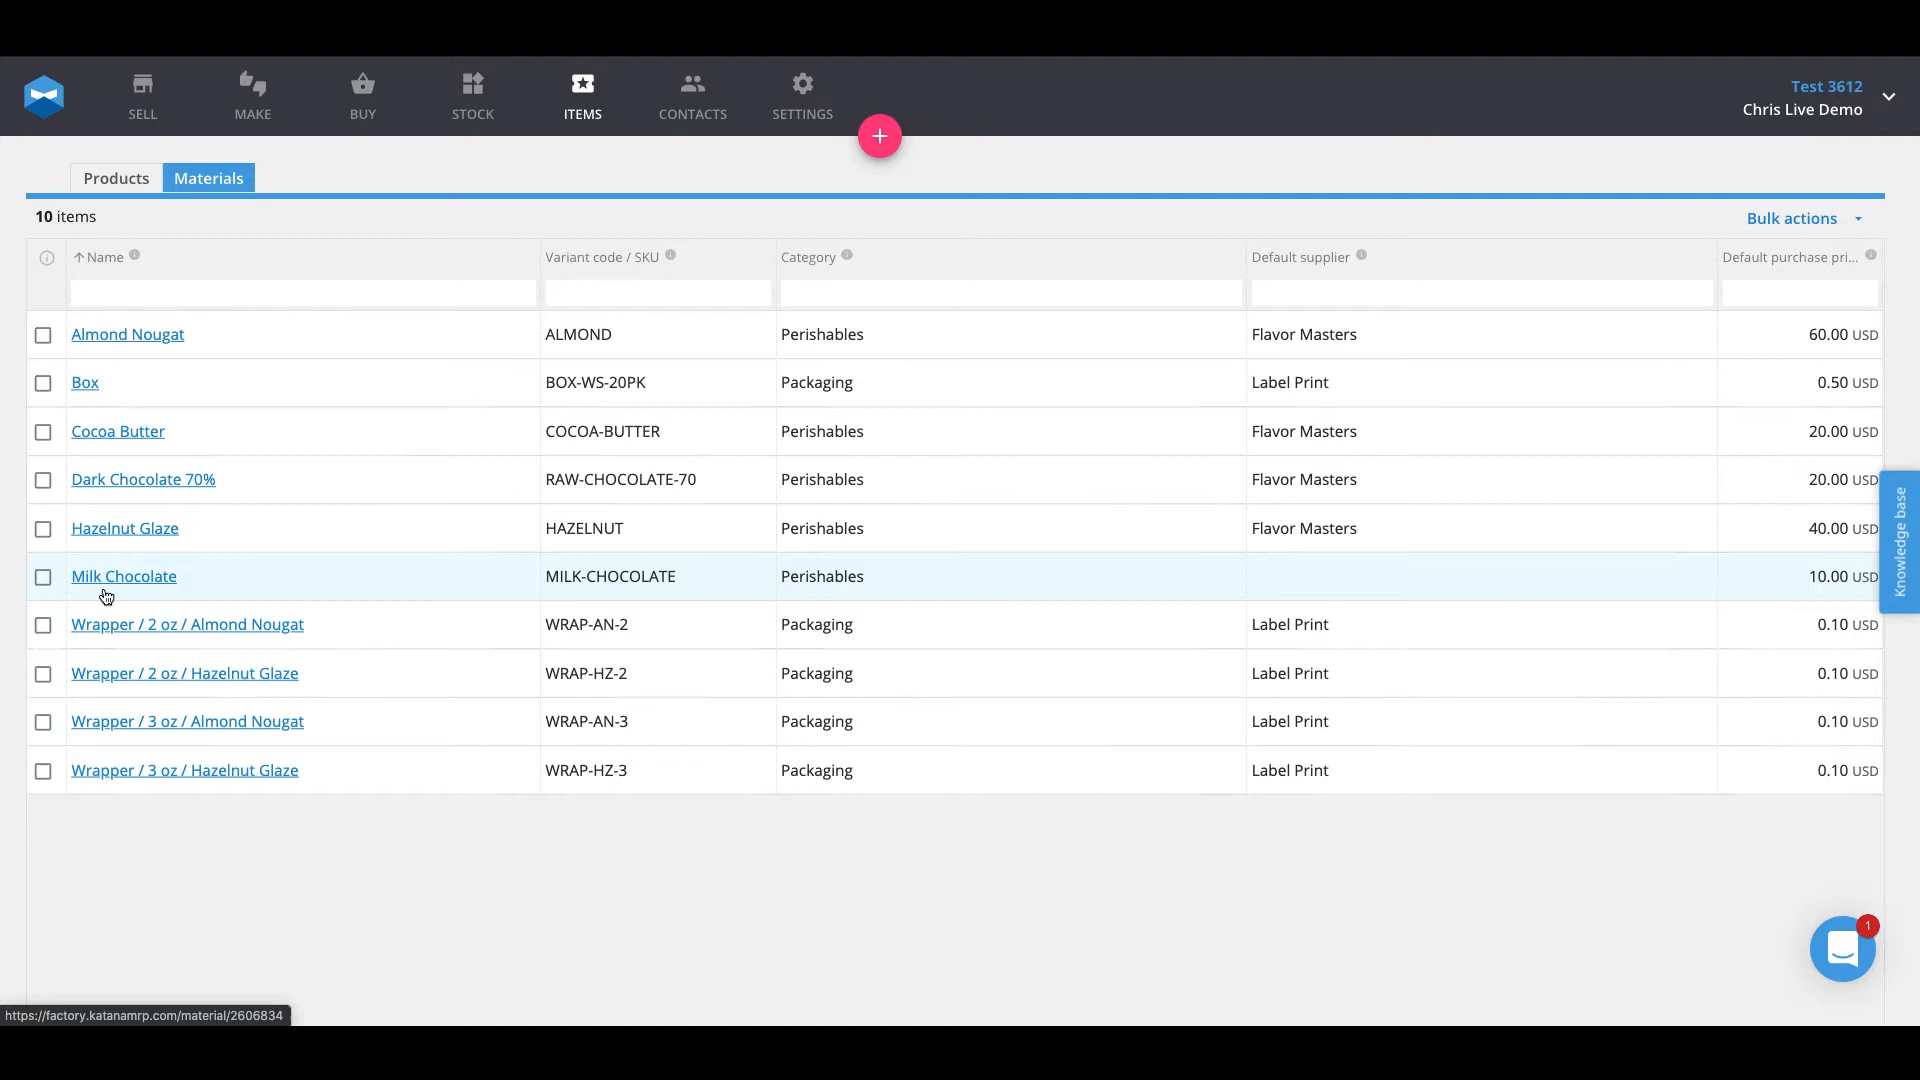 SELL MAKE BUY STOCK ITEMS CONTACTS SETTINGS
Test 3612
Chris Live Demo
+
Products Materials
10 items
Bulk actions
Name Variant code / SKU Category Default supplier Default purchase pri...
Almond Nougat ALMOND Perishables Flavor Masters 60.00 USD
Box BOX-WS-20PK Packaging Label Print 0.50 USD
Cocoa Butter COCOA-BUTTER Perishables Flavor Masters 20.00 USD
Dark Chocolate 70% RAW-CHOCOLATE-70 Perishables Flavor Masters 20.00 USD
Hazelnut Glaze HAZELNUT Perishables Flavor Masters 40.00 USD
Milk Chocolate MILK-CHOCOLATE Perishables 10.00 USD
Wrapper / 2 oz / Almond Nougat WRAP-AN-2 Packaging Label Print 0.10 USD
Wrapper / 2 oz / Hazelnut Glaze WRAP-HZ-2 Packaging Label Print 0.10 USD
Wrapper / 3 oz / Almond Nougat WRAP-AN-3 Packaging Label Print 0.10 USD
Wrapper / 3 oz / Hazelnut Glaze WRAP-HZ-3 Packaging Label Print 0.10 USD
Knowledge base
1
https://factory.katanamrp.com/material/2606834